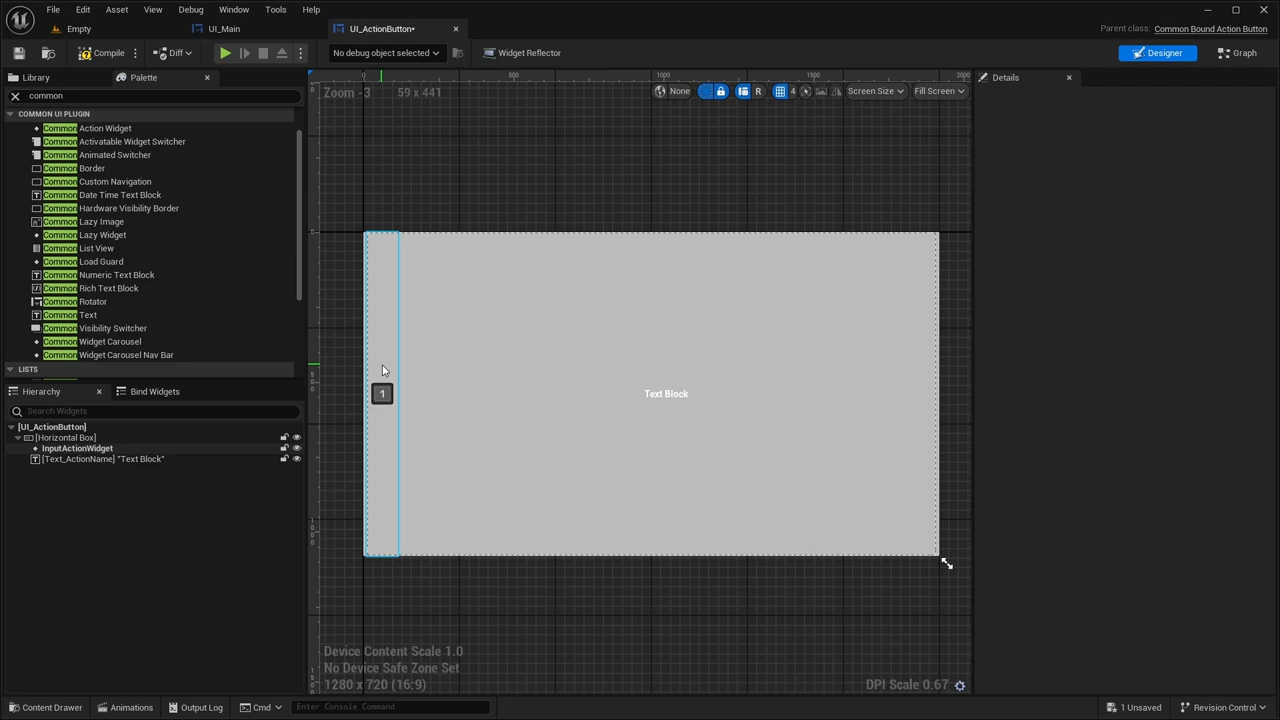 File Edit Asset View Debug Window Tools Help
Empty UI_Main UI_ActionButton* Parent class: Common Bound Action Button
Compile Diff No debug object selected Widget Reflector Designer Graph
Library Palette Details
common
COMMON UI PLUGIN
Common Action Widget
Common Activatable Widget Switcher
Common Animated Switcher
Common Border
Common Custom Navigation
Common Date Time Text Block
Common Hardware Visibility Border
Common Lazy Image
Common Lazy Widget
Common List View
Common Load Guard
Common Numeric Text Block
Common Rich Text Block
Common Rotator
Common Text
Common Visibility Switcher
Common Widget Carousel
Common Widget Carousel Nav Bar
LISTS
Hierarchy Bind Widgets
Search Widgets
[UI_ActionButton]
[Horizontal Box]
InputActionWidget
[Text_ActionName] "Text Block"
0 500 1000 1500 2000
Zoom -3 59 x 441 None R 4 Screen Size Fill Screen
1 Text Block
Device Content Scale 1.0
No Device Safe Zone Set
1280 x 720 (16:9) DPI Scale 0.67
Content Drawer Animations Output Log Cmd Enter Console Command 1 Unsaved Revision Control